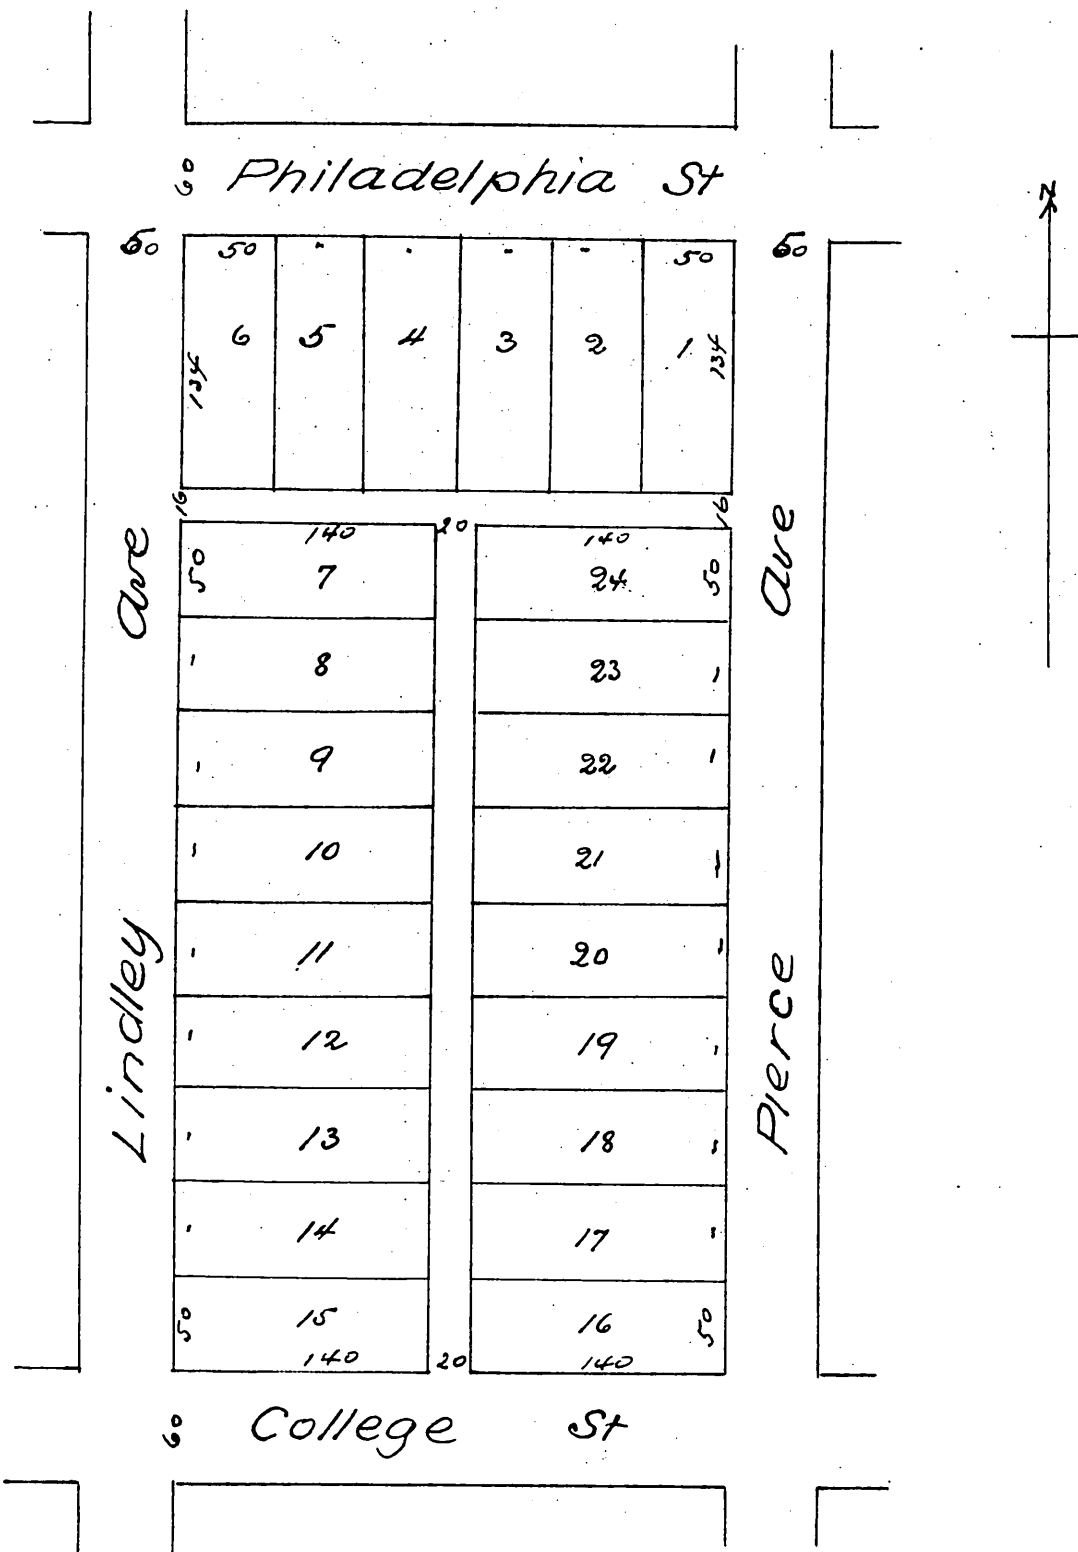 60 Philadelphia St
N
60 50 " " " " 50 60
6 5 4 3 2 1
134 134
16 16
140 20 140
50 7 24 50
' 8 23 '
' 9 22 '
' 10 21 '
' 11 20 '
' 12 19 '
' 13 18 '
' 14 17 '
50 15 16 50
140 20 140
Lindley Ave
Pierce Ave
60 College St